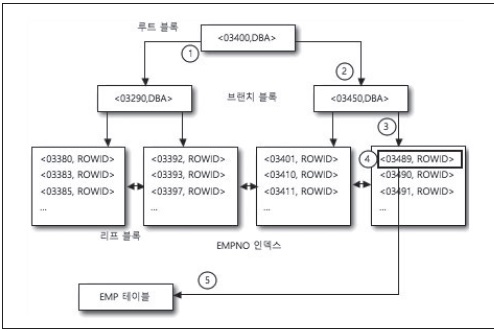 루트 블록
<03400,DBA>
1
2
<03290,DBA>
브랜치 블록
<03450,DBA>
3
<03380, ROWID>
<03383, ROWID>
<03385, ROWID>
...
<03392, ROWID>
<03393, ROWID>
<03397, ROWID>
...
<03401, ROWID>
<03410, ROWID>
<03411, ROWID>
...
4
<03489, ROWID>
<03490, ROWID>
<03491, ROWID>
...
리프 블록
EMPNO 인덱스
5
EMP 테이블